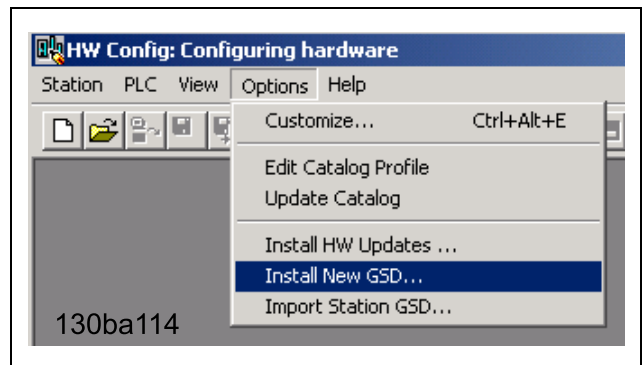 HW Config: Configuring hardware
Station PLC View Options Help
Customize... Ctrl+Alt+E
Edit Catalog Profile
Update Catalog
Install HW Updates ...
Install New GSD...
Import Station GSD...
130ba114